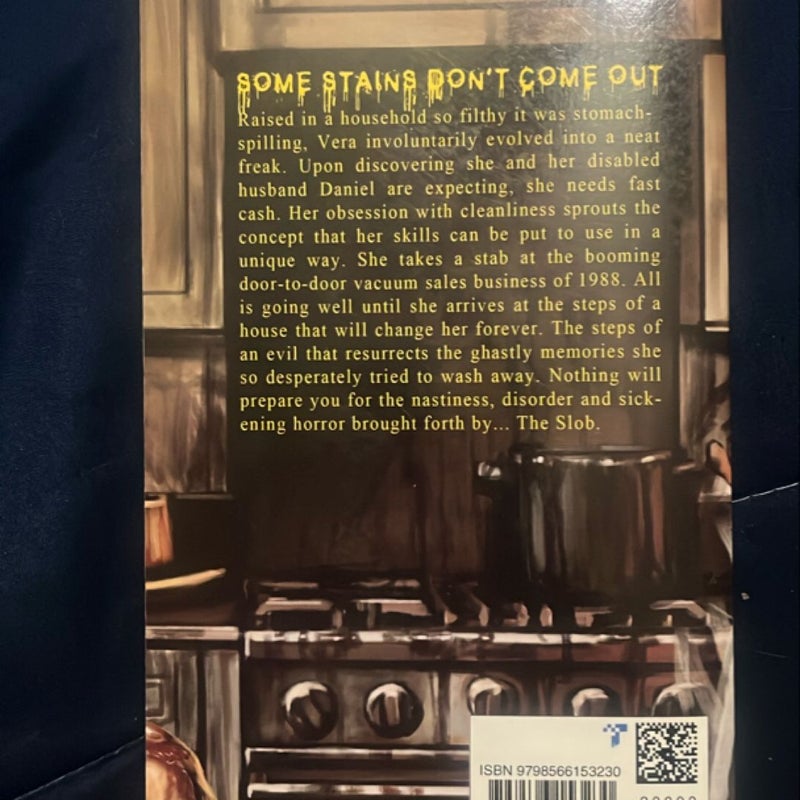 SOME STAINS DON'T COME OUT
Raised in a household so filthy it was stomach-
spilling, Vera involuntarily evolved into a neat
freak. Upon discovering she and her disabled
husband Daniel are expecting, she needs fast
cash. Her obsession with cleanliness sprouts the
concept that her skills can be put to use in a
unique way. She takes a stab at the booming
door-to-door vacuum sales business of 1988. All
is going well until she arrives at the steps of a
house that will change her forever. The steps of
an evil that resurrects the ghastly memories she
so desperately tried to wash away. Nothing will
prepare you for the nastiness, disorder and sick-
ening horror brought forth by... The Slob.
ISBN 9798566153230